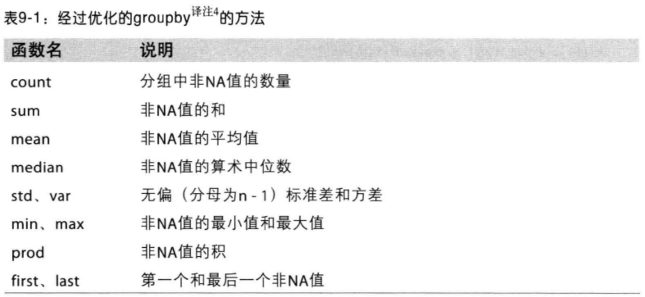 表9-1：经过优化的groupby译注4的方法
函数名 说明
count 分组中非NA值的数量
sum 非NA值的和
mean 非NA值的平均值
median 非NA值的算术中位数
std、var 无偏（分母为n - 1）标准差和方差
min、max 非NA值的最小值和最大值
prod 非NA值的积
first、last 第一个和最后一个非NA值